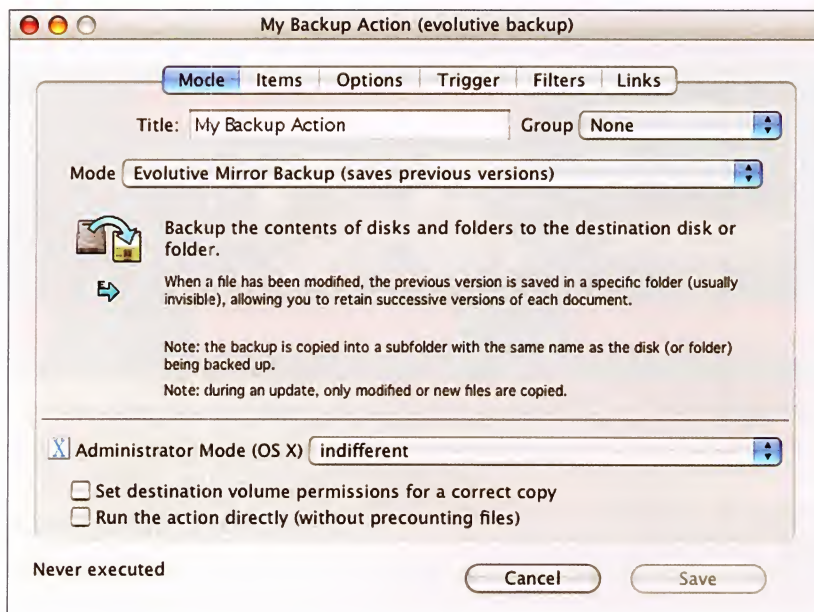 My Backup Action (evolutive backup)
Mode Items Options Trigger Filters Links
Title: My Backup Action Group None
Mode Evolutive Mirror Backup (saves previous versions)
Backup the contents of disks and folders to the destination disk or
folder.
E
When a file has been modified, the previous version is saved in a specific folder (usually
invisible), allowing you to retain successive versions of each document.
Note: the backup is copied into a subfolder with the same name as the disk (or folder)
being backed up.
Note: during an update, only modified or new files are copied.
X Administrator Mode (OS X) indifferent
Set destination volume permissions for a correct copy
Run the action directly (without precounting files)
Never executed Cancel Save